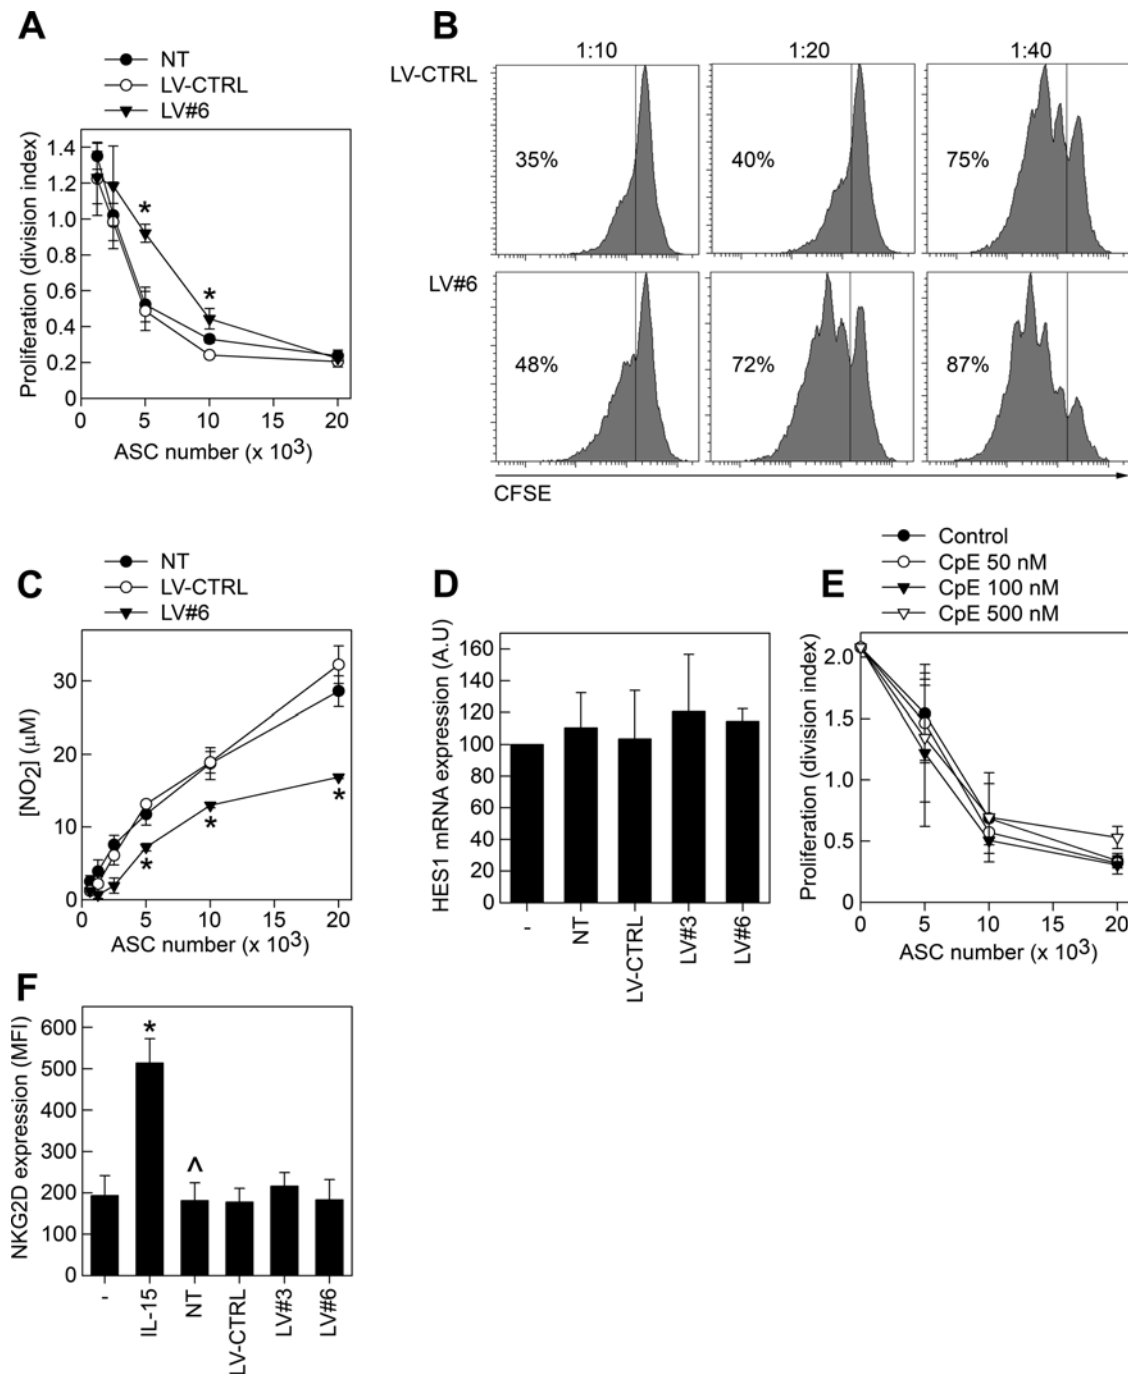 A
NT
LV-CTRL
LV#6
Proliferation (division index)
1.4
1.2
1.0
0.8
0.6
0.4
0.2
0
*
*
0 5 10 15 20
ASC number (x 10³)
B
1:10 1:20 1:40
LV-CTRL
35% 40% 75%
LV#6
48% 72% 87%
CFSE
C
NT
LV-CTRL
LV#6
[NO₂] (µM)
30
20
10
0
* * *
0 5 10 15 20
ASC number (x 10³)
D
HES1 mRNA expression (A.U)
160
140
120
100
80
60
40
20
0
-
NT
LV-CTRL
LV#3
LV#6
E
Control
CpE 50 nM
CpE 100 nM
CpE 500 nM
Proliferation (division index)
2.0
1.5
1.0
0.5
0
0 5 10 15 20
ASC number (x 10³)
F
NKG2D expression (MFI)
600
500
400
300
200
100
0
*
^
-
IL-15
NT
LV-CTRL
LV#3
LV#6